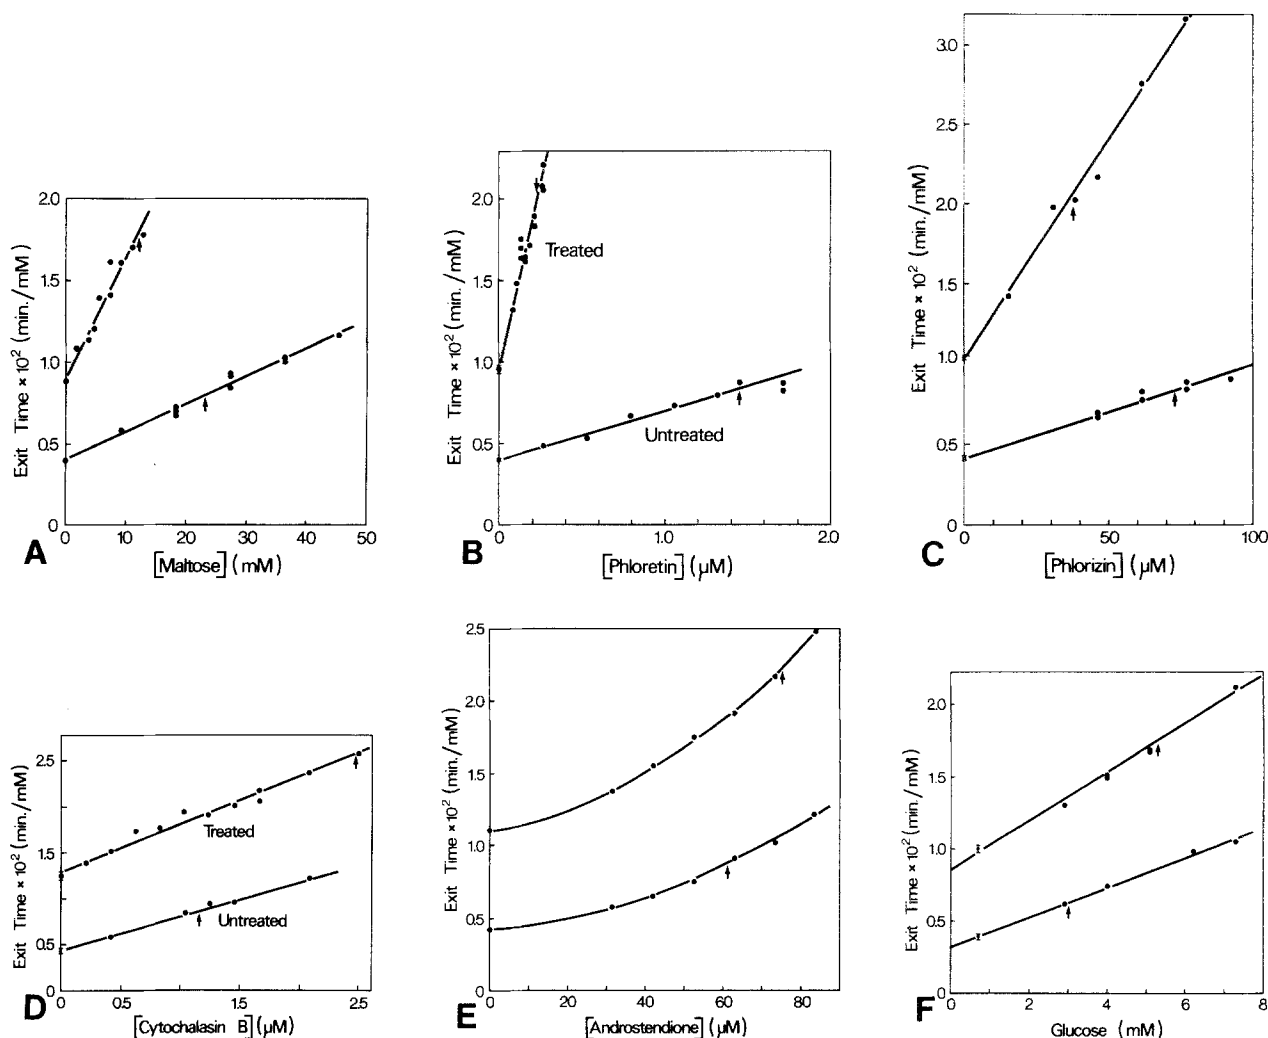 Exit Time × 10² (min./mM)
2.0
1.5
1.0
0.5
0
0 10 20 30 40 50
[Maltose] (mM)
A
Exit Time × 10² (min./mM)
2.0
1.5
1.0
0.5
0
Treated
Untreated
0 1.0 2.0
[Phloretin] (μM)
B
Exit Time × 10² (min./mM)
3.0
2.5
2.0
1.5
1.0
0.5
0
0 50 100
[Phlorizin] (μM)
C
Exit Time × 10² (min./mM)
2.5
1.5
0.5
0
Treated
Untreated
0 0.5 1.5 2.5
[Cytochalasin B] (μM)
D
Exit Time × 10² (min./mM)
2.5
2.0
1.5
1.0
0.5
0
0 20 40 60 80
[Androstendione] (μM)
E
Exit Time × 10² (min./mM)
2.0
1.5
1.0
0.5
0
0 2 4 6 8
Glucose (mM)
F